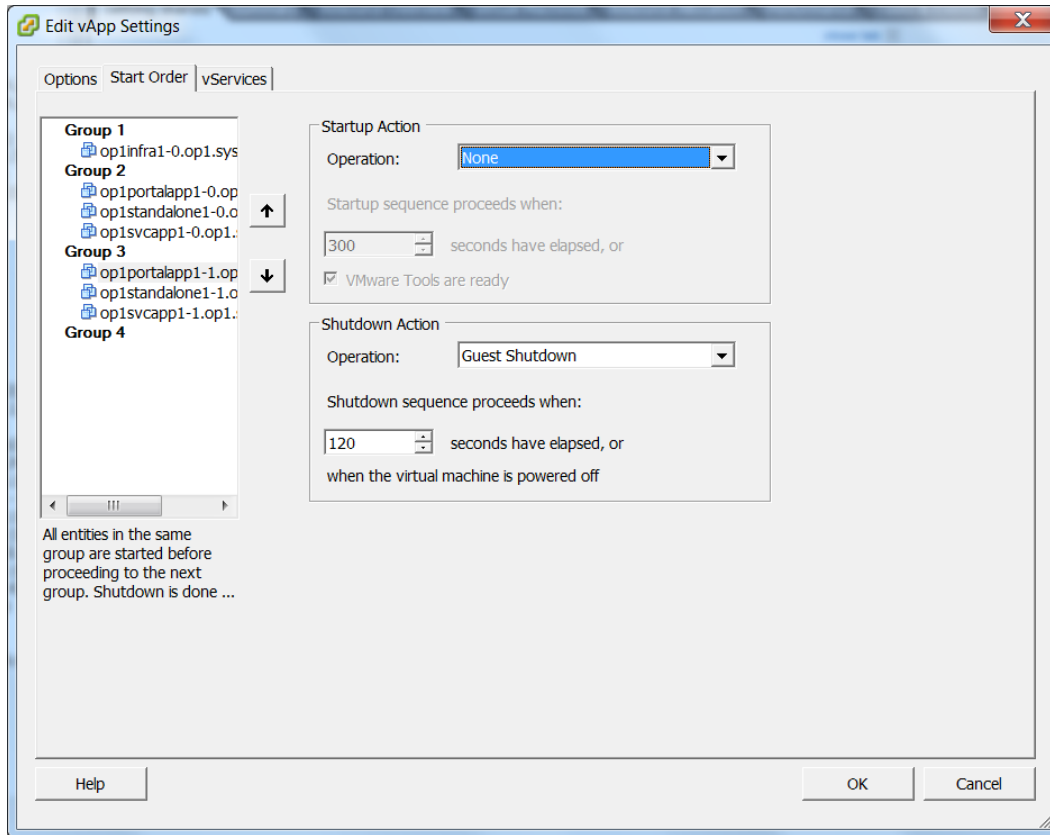 Edit vApp Settings
Options
Start Order
vServices
Group 1
op1infra1-0.op1.sys
Group 2
op1portalapp1-0.op
op1standalone1-0.o
op1svcapp1-0.op1.
Group 3
op1portalapp1-1.op
op1standalone1-1.o
op1svcapp1-1.op1.
Group 4
All entities in the same
group are started before
proceeding to the next
group. Shutdown is done ...
Startup Action
Operation: None
Startup sequence proceeds when:
300 seconds have elapsed, or
VMware Tools are ready
Shutdown Action
Operation: Guest Shutdown
Shutdown sequence proceeds when:
120 seconds have elapsed, or
when the virtual machine is powered off
Help
OK
Cancel